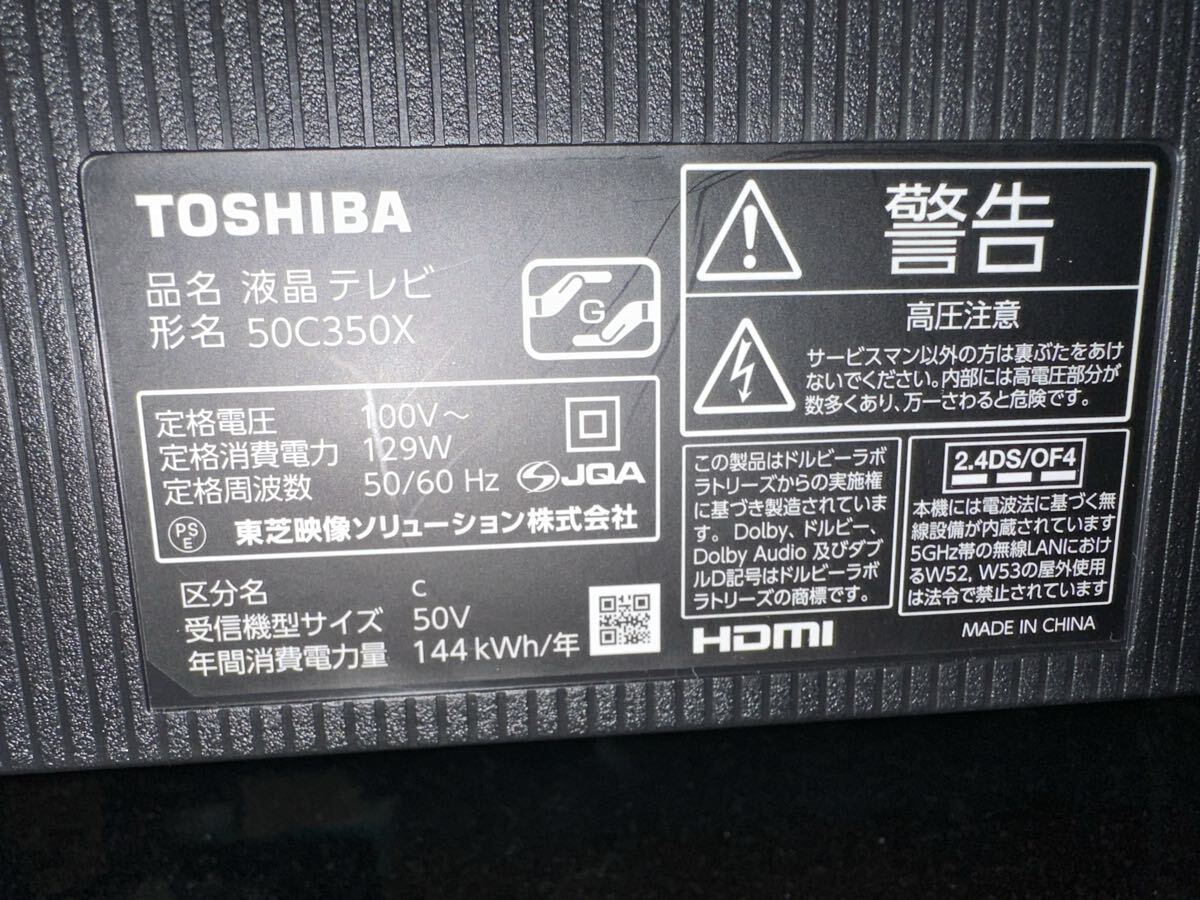 TOSHIBA
品名 液晶テレビ
形名 50C350X
G
定格電圧 100V～
定格消費電力 129W
定格周波数 50/60 Hz
JQA
PS
E
東芝映像ソリューション株式会社
区分名 C
受信機型サイズ 50V
年間消費電力量 144 kWh/年
警告
高圧注意
サービスマン以外の方は裏ぶたをあけ
ないでください。内部には高電圧部分が
数多くあり、万一さわると危険です。
この製品はドルビーラボ
ラトリーズからの実施権
に基づき製造されていま
す。Dolby、ドルビー、
Dolby Audio 及びダブ
ルD記号はドルビーラボ
ラトリーズの商標です。
2.4DS/OF4
本機には電波法に基づく無
線設備が内蔵されています
5GHz帯の無線LANにおけ
るW52, W53の屋外使用
は法令で禁止されています
HDMI
MADE IN CHINA